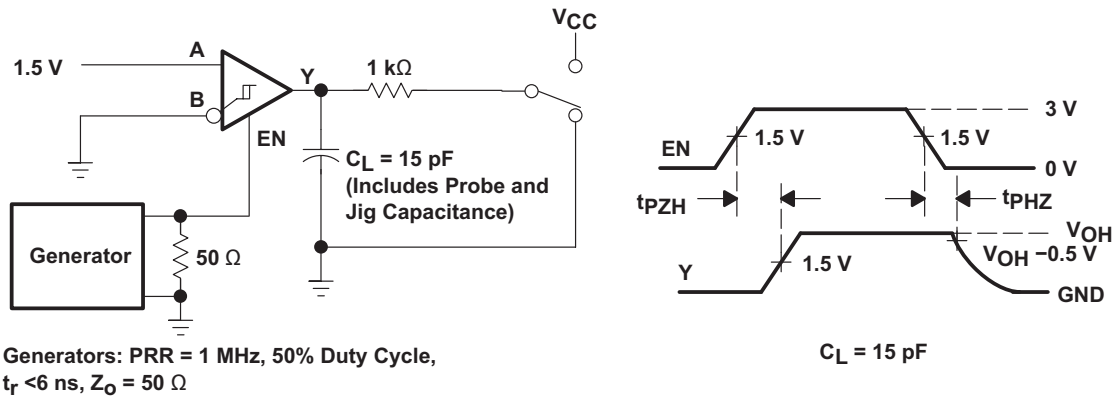 VCC
1.5 V
A
B
Y
1 kΩ
EN
CL = 15 pF
(Includes Probe and
Jig Capacitance)
Generator
50 Ω
Generators: PRR = 1 MHz, 50% Duty Cycle,
tr <6 ns, Zo = 50 Ω
3 V
1.5 V
1.5 V
EN
0 V
tPZH
tPHZ
VOH
VOH −0.5 V
1.5 V
Y
GND
CL = 15 pF